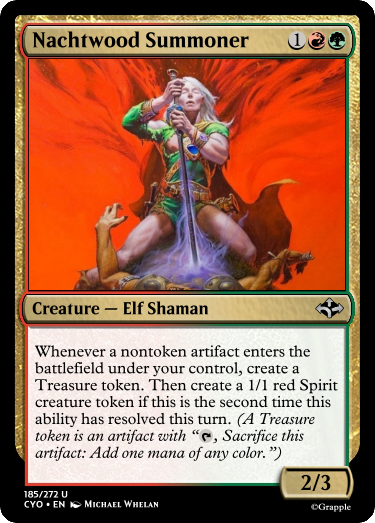 Nachtwood Summoner 1
Creature — Elf Shaman
Whenever a nontoken artifact enters the
battlefield under your control, create a
Treasure token. Then create a 1/1 red Spirit
creature token if this is the second time this
ability has resolved this turn. (A Treasure
token is an artifact with “, Sacrifice this
artifact: Add one mana of any color.”)
2/3
185/272 U
CYO • EN Michael Whelan
©Grapple